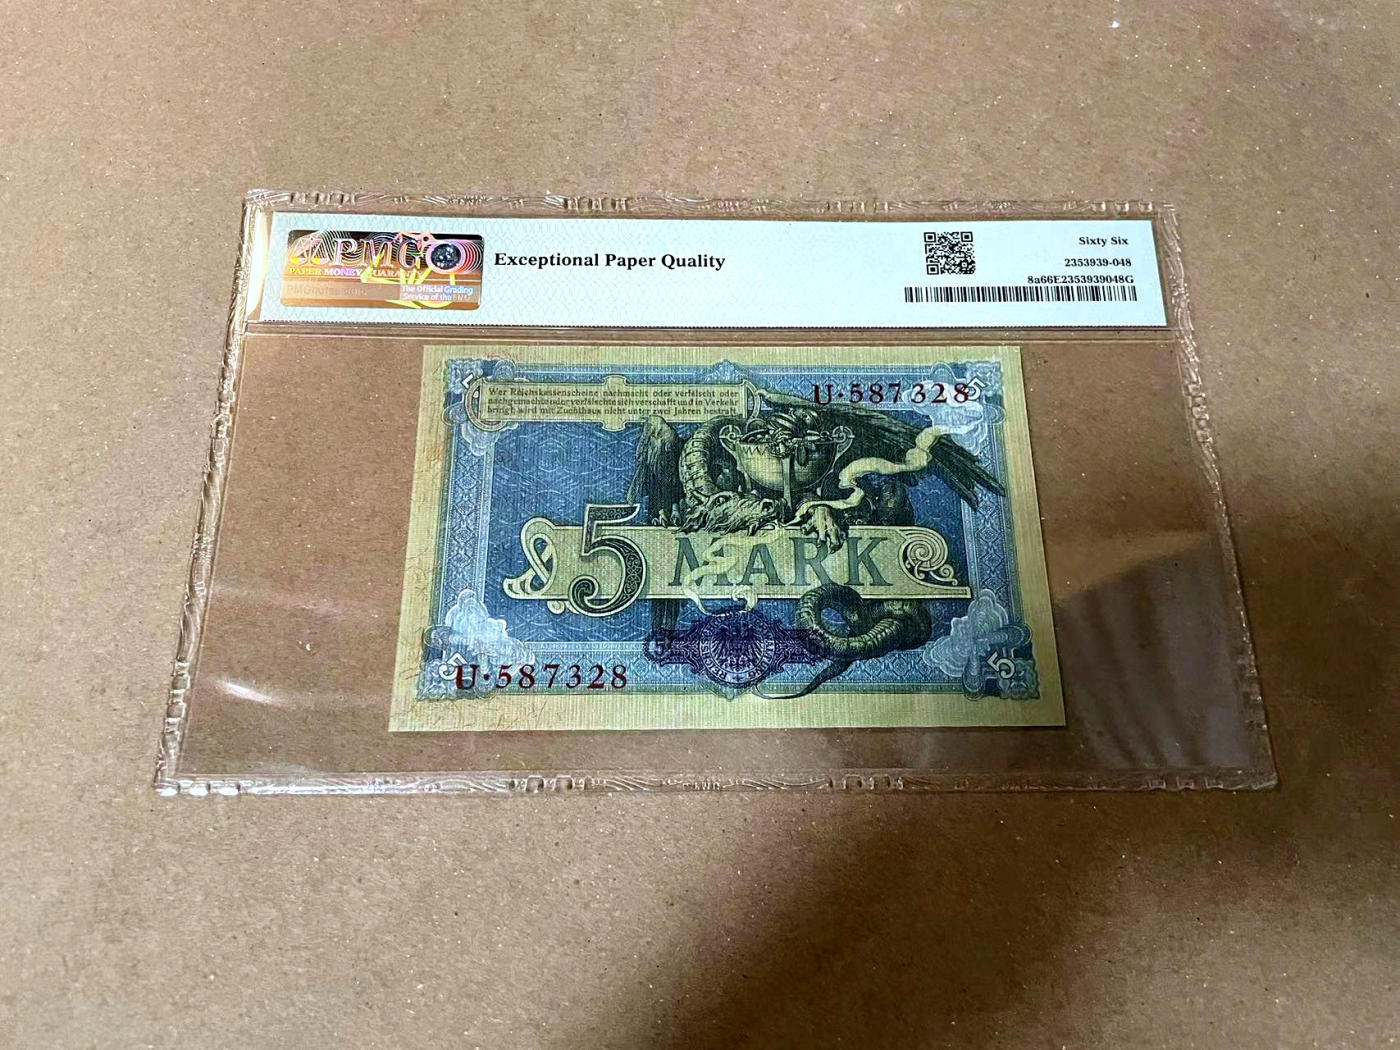 PMG
PAPER MONEY GUARANTY
The Official Grading
Service of the
Exceptional Paper Quality
Sixty Six
2353939-048
8a66E2353939048G
Wer Reichskassenscheine nachmacht oder verfälscht oder
nachgemachte oder verfälschte sich verschafft und in Verkehr
bringt, wird mit Zuchthaus nicht unter zwei Jahren bestraft
U·587328
5
5 MARK
5
U·587328
5
5